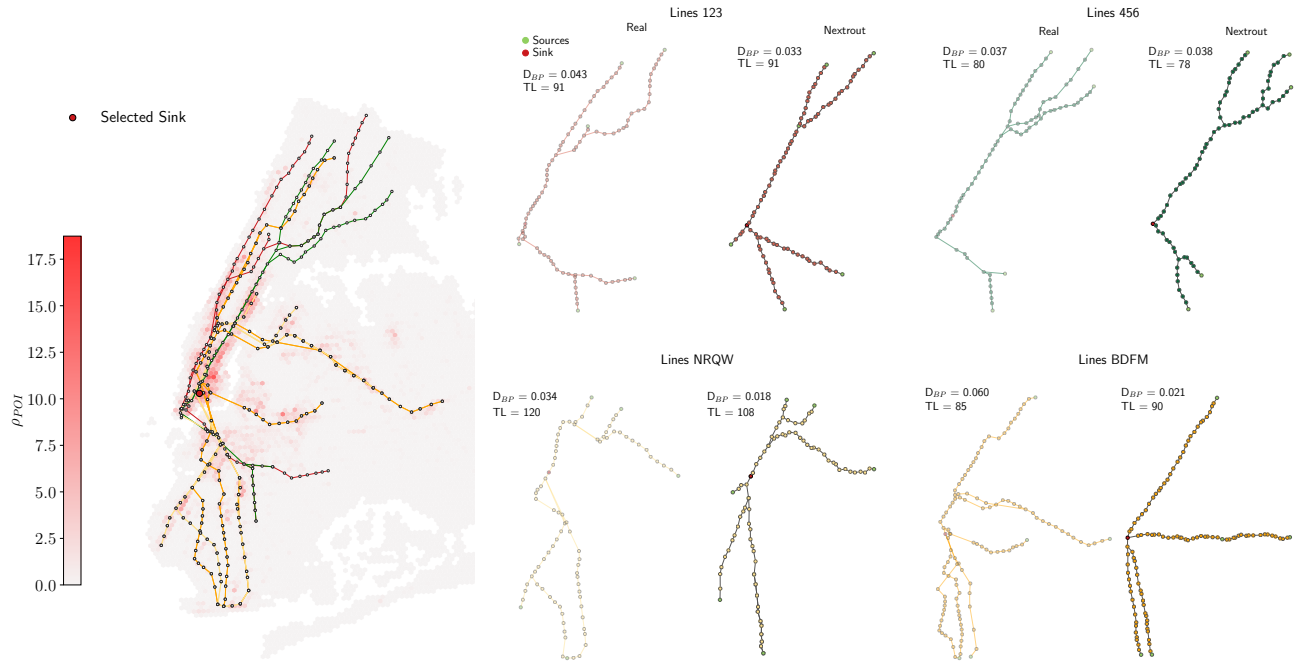 Selected Sink
17.5
15.0
12.5
10.0
7.5
5.0
2.5
0.0
ρPOI
Lines 123
Real
Nextrout
Sources
Sink
DBP = 0.043
TL = 91
DBP = 0.033
TL = 91
Lines 456
Real
Nextrout
DBP = 0.037
TL = 80
DBP = 0.038
TL = 78
Lines NRQW
DBP = 0.034
TL = 120
DBP = 0.018
TL = 108
Lines BDFM
DBP = 0.060
TL = 85
DBP = 0.021
TL = 90